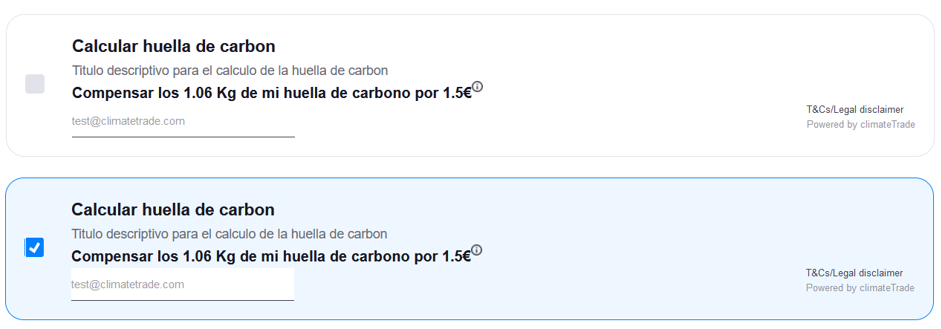 Calcular huella de carbon
Titulo descriptivo para el calculo de la huella de carbon
Compensar los 1.06 Kg de mi huella de carbono por 1.5€
test@climatetrade.com
T&Cs/Legal disclaimer
Powered by climateTrade
Calcular huella de carbon
Titulo descriptivo para el calculo de la huella de carbon
Compensar los 1.06 Kg de mi huella de carbono por 1.5€
test@climatetrade.com
T&Cs/Legal disclaimer
Powered by climateTrade